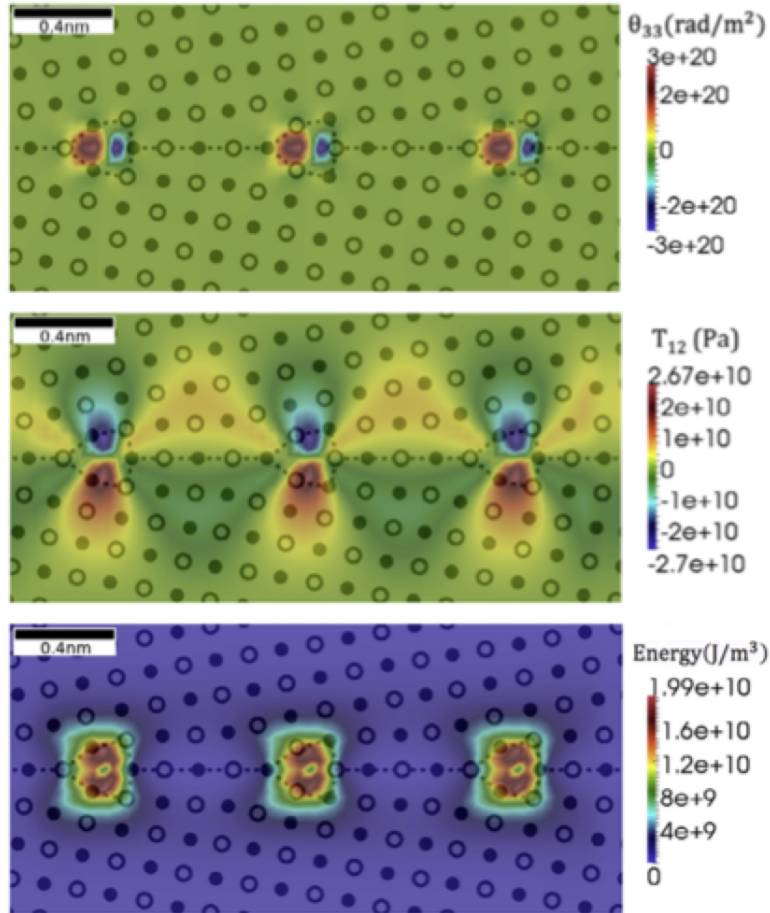 0.4nm
θ₃₃(rad/m²)
3e+20
2e+20
0
-2e+20
-3e+20
0.4nm
T₁₂ (Pa)
2.67e+10
2e+10
1e+10
0
-1e+10
-2e+10
-2.7e+10
0.4nm
Energy(J/m³)
1.99e+10
1.6e+10
1.2e+10
8e+9
4e+9
0